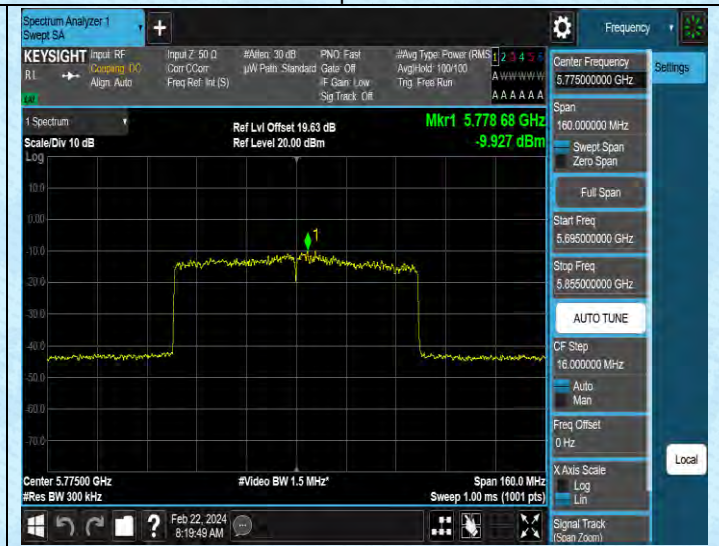 Spectrum Analyzer 1
Swept SA
+
Frequency
KEYSIGHT
Input: RF
Coupling: DC
Align: Auto
Input Z: 50 Ω
Corr CCorr
Freq Ref: Int (S)
#Atten: 30 dB
µW Path: Standard
PNO: Fast
Gate: Off
IF Gain: Low
Sig Track: Off
#Avg Type: Power (RMS
Avg|Hold: 100/100
Trig: Free Run
1 2 3 4 5 6
A W W W W W
A A A A A A
Settings
1 Spectrum
Scale/Div 10 dB
Log
Ref Lvl Offset 19.63 dB
Ref Level 20.00 dBm
Mkr1 5.778 68 GHz
-9.927 dBm
10.0
0.00
-10.0
-20.0
-30.0
-40.0
-50.0
-60.0
-70.0
1
Center 5.77500 GHz
#Res BW 300 kHz
#Video BW 1.5 MHz*
Span 160.0 MHz
Sweep 1.00 ms (1001 pts)
Center Frequency
5.775000000 GHz
Span
160.000000 MHz
Swept Span
Zero Span
Full Span
Start Freq
5.695000000 GHz
Stop Freq
5.855000000 GHz
AUTO TUNE
CF Step
16.000000 MHz
Auto
Man
Freq Offset
0 Hz
X Axis Scale
Log
Lin
Signal Track
(Span Zoom)
Local
?
Feb 22, 2024
8:19:49 AM